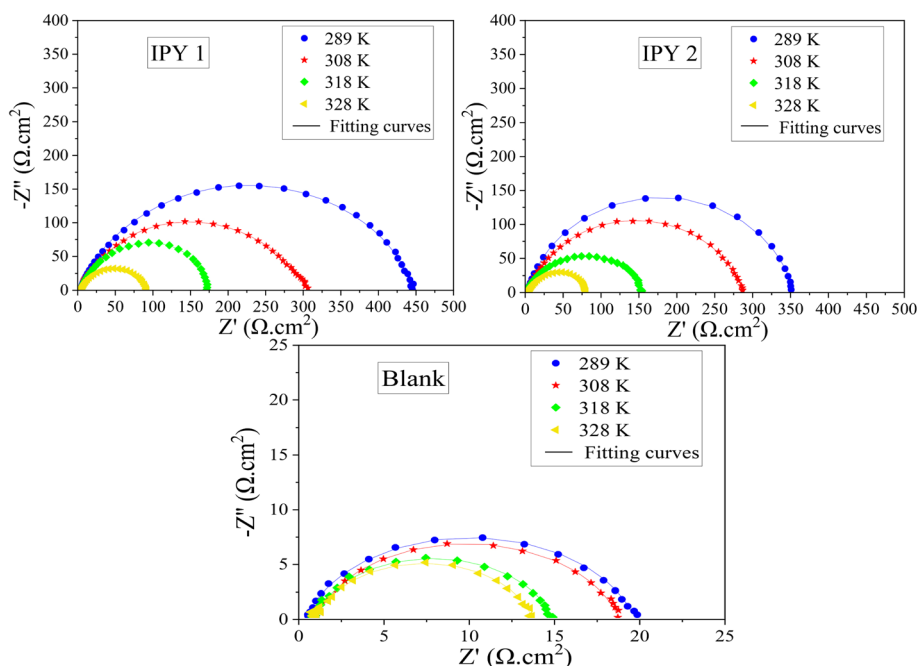 IPY 1
289 K
308 K
318 K
328 K
Fitting curves
400
350
300
250
200
150
100
50
0
-Z'' (Ω.cm²)
0 50 100 150 200 250 300 350 400 450 500
Z' (Ω.cm²)
IPY 2
289 K
308 K
318 K
328 K
Fitting curves
400
350
300
250
200
150
100
50
0
-Z'' (Ω.cm²)
0 50 100 150 200 250 300 350 400 450 500
Z' (Ω.cm²)
Blank
289 K
308 K
318 K
328 K
Fitting curves
25
20
15
10
5
0
-Z'' (Ω.cm²)
0 5 10 15 20 25
Z' (Ω.cm²)